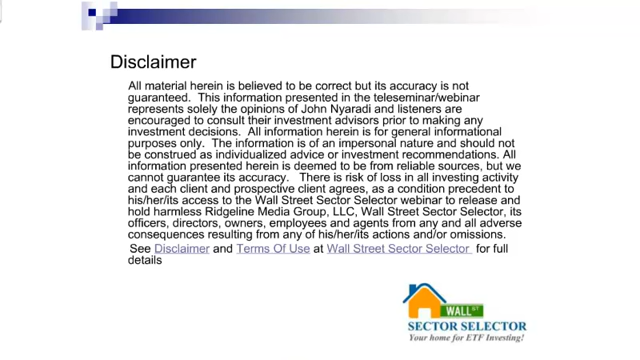 Disclaimer
All material herein is believed to be correct but its accuracy is not
guaranteed. This information presented in the teleseminar/webinar
represents solely the opinions of John Nyaradi and listeners are
encouraged to consult their investment advisors prior to making any
investment decisions. All information herein is for general informational
purposes only. The information is of an impersonal nature and should not
be construed as individualized advice or investment recommendations. All
information presented herein is deemed to be from reliable sources, but we
cannot guarantee its accuracy. There is risk of loss in all investing activity
and each client and prospective client agrees, as a condition precedent to
his/her/its access to the Wall Street Sector Selector webinar to release and
hold harmless Ridgeline Media Group, LLC, Wall Street Sector Selector, its
officers, directors, owners, employees and agents from any and all adverse
consequences resulting from any of his/her/its actions and/or omissions.
See Disclaimer and Terms Of Use at Wall Street Sector Selector for full
details
WALL ST
SECTOR SELECTOR
Your home for ETF Investing!